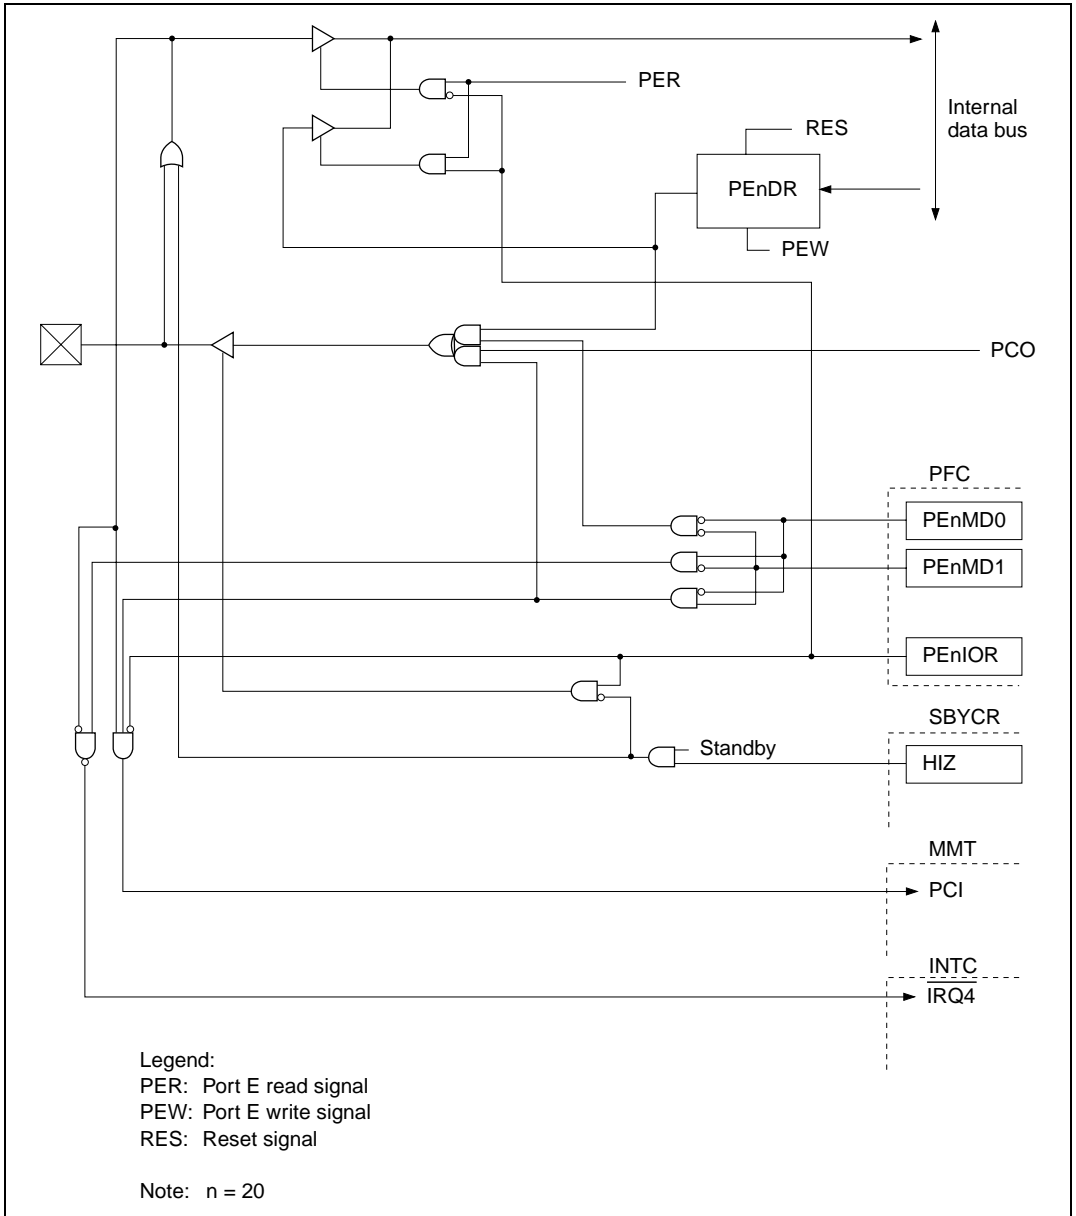 PER
Internal
data bus
RES
PEnDR
PEW
PCO
PFC
PEnMD0
PEnMD1
PEnIOR
SBYCR
Standby
HIZ
MMT
PCI
INTC
IRQ4
Legend:
PER: Port E read signal
PEW: Port E write signal
RES: Reset signal
Note: n = 20